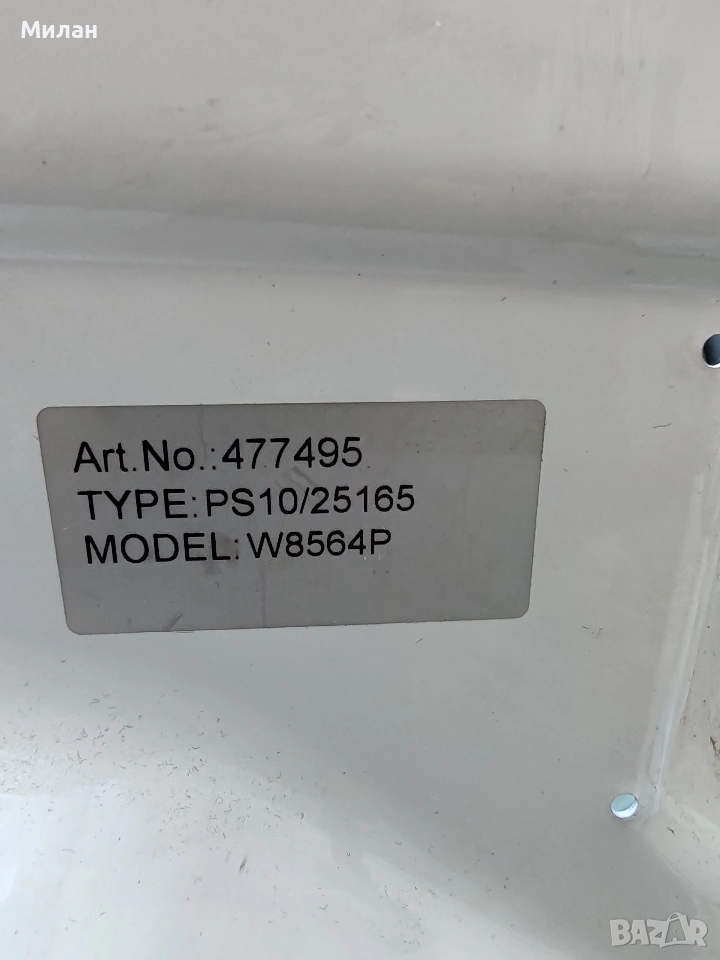 Милан
Art.No.:477495
TYPE:PS10/25165
MODEL:W8564P
BAZAR